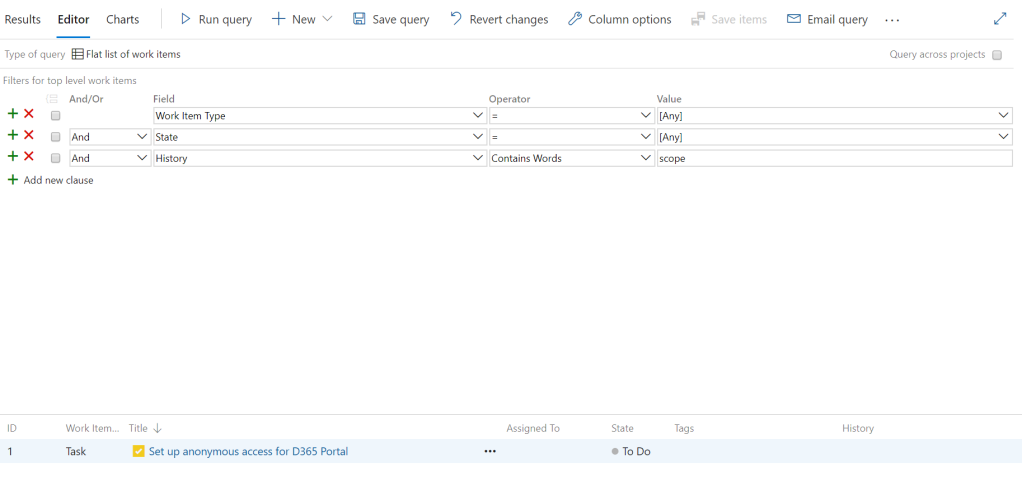 Results Editor Charts Run query New Save query Revert changes Column options Save items Email query ...
Type of query Flat list of work items Query across projects
Filters for top level work items
And/Or Field Operator Value
Work Item Type = [Any]
And State = [Any]
And History Contains Words scope
Add new clause
ID Work Item... Title Assigned To State Tags History
1 Task Set up anonymous access for D365 Portal ... To Do